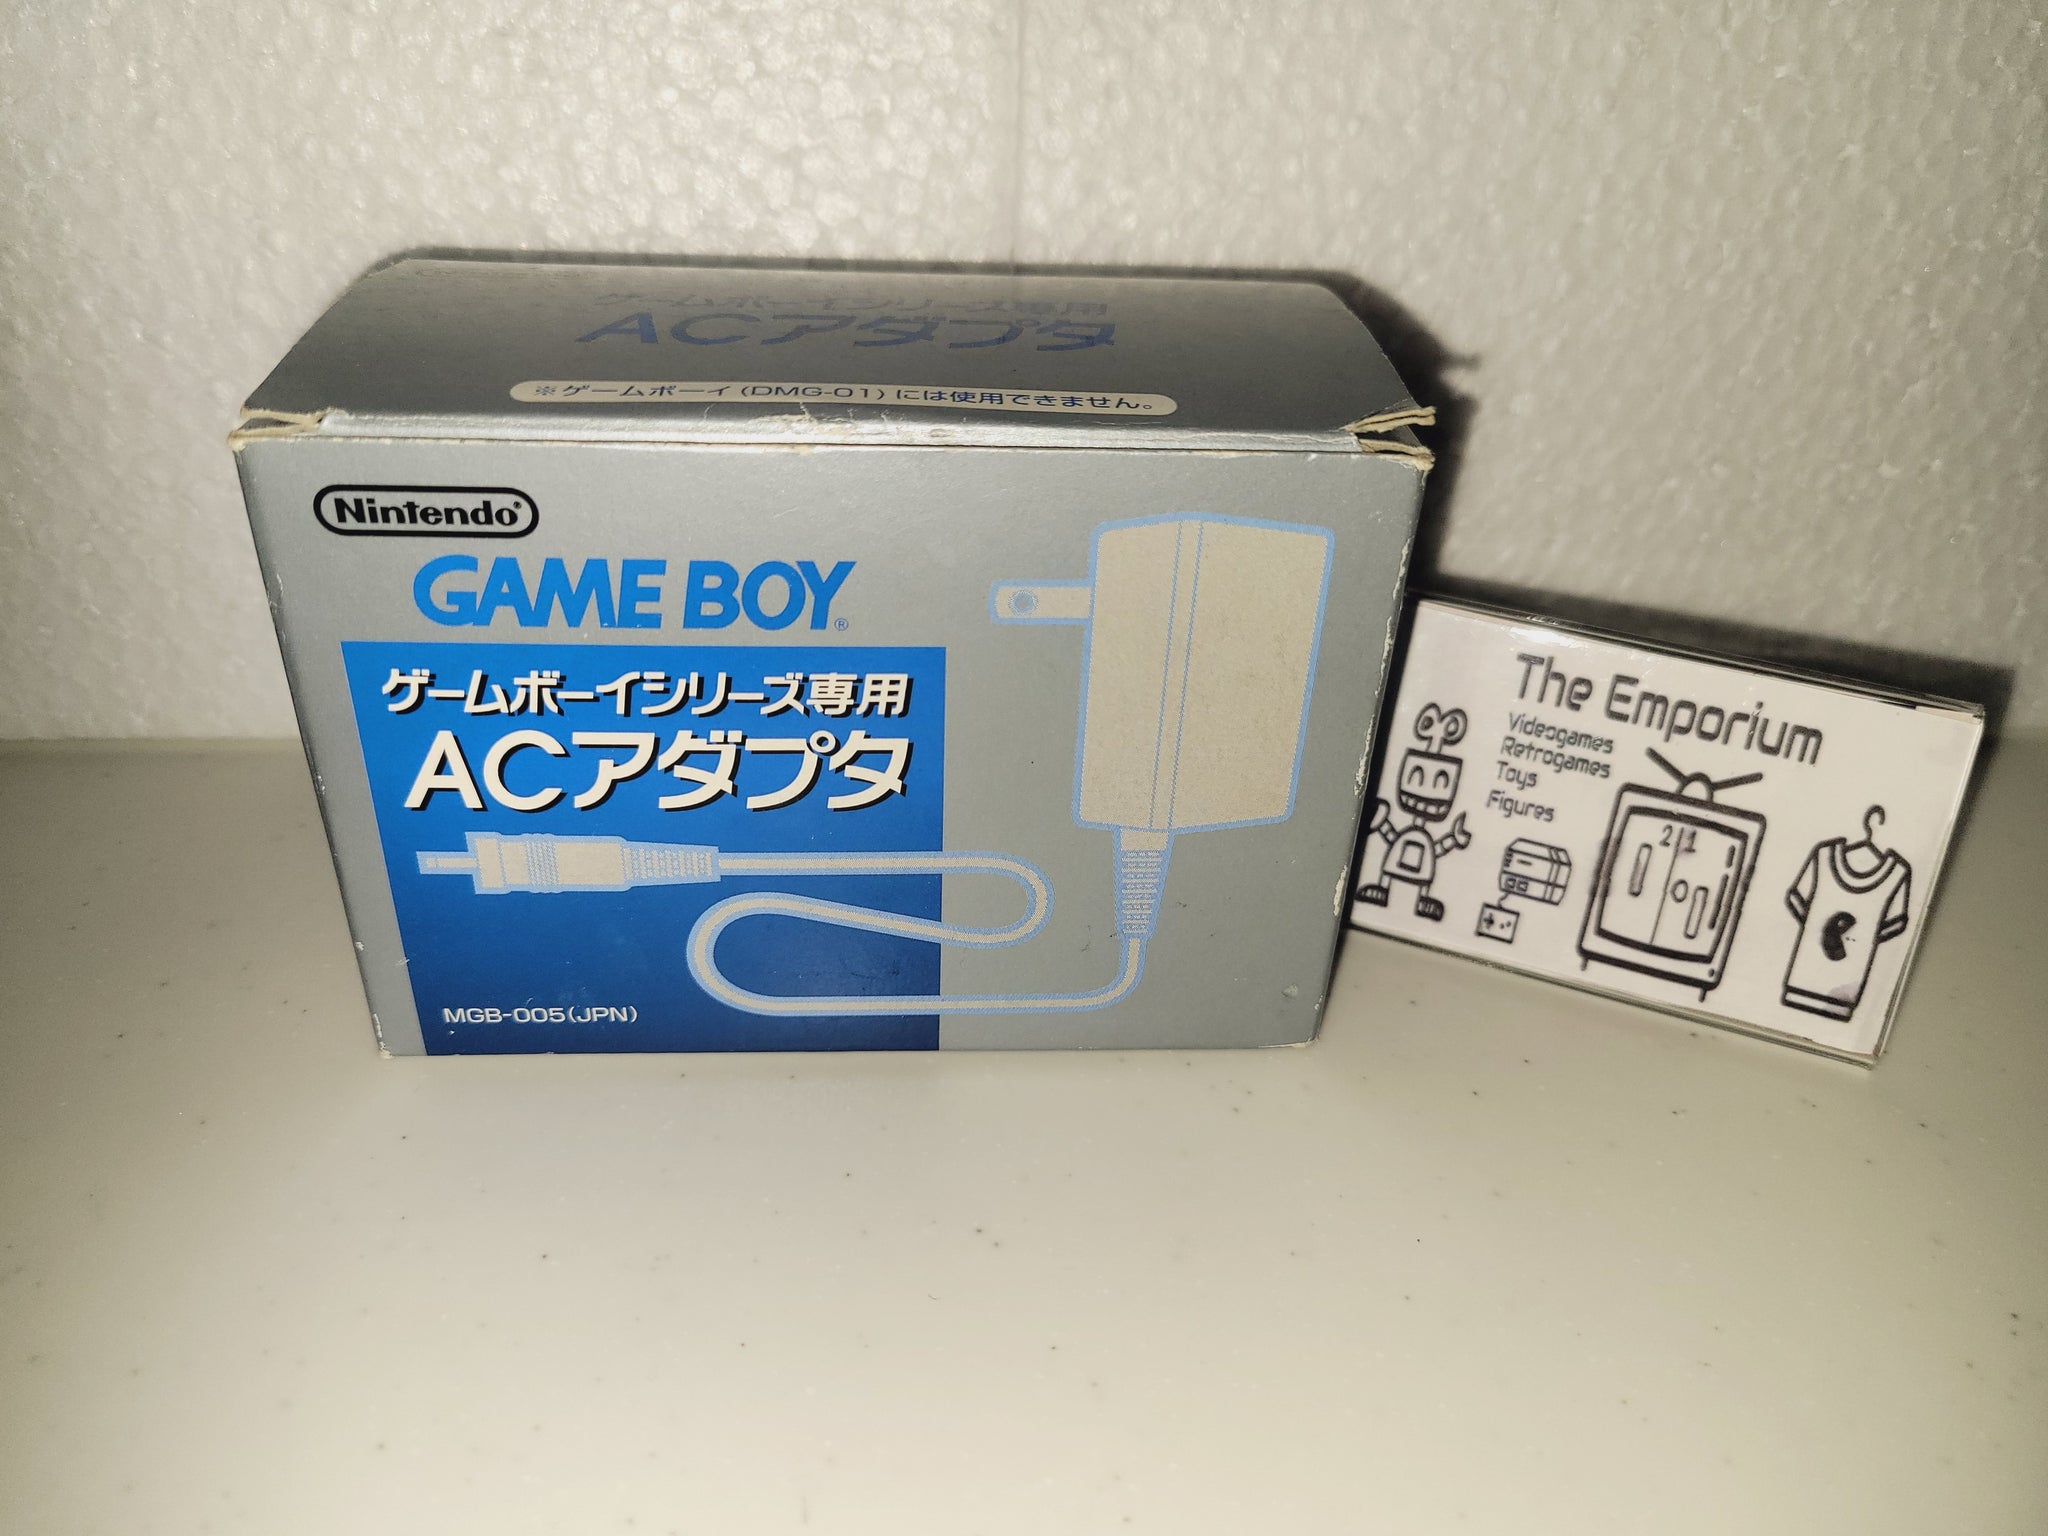 ゲームボーイシリーズ専用
ACアダプタ
※ゲームボーイ(DMG-01)には使用できません。
Nintendo®
GAME BOY®
ゲームボーイシリーズ専用
ACアダプタ
MGB-005(JPN)
The Emporium
Videogames
Retrogames
Toys
Figures
21